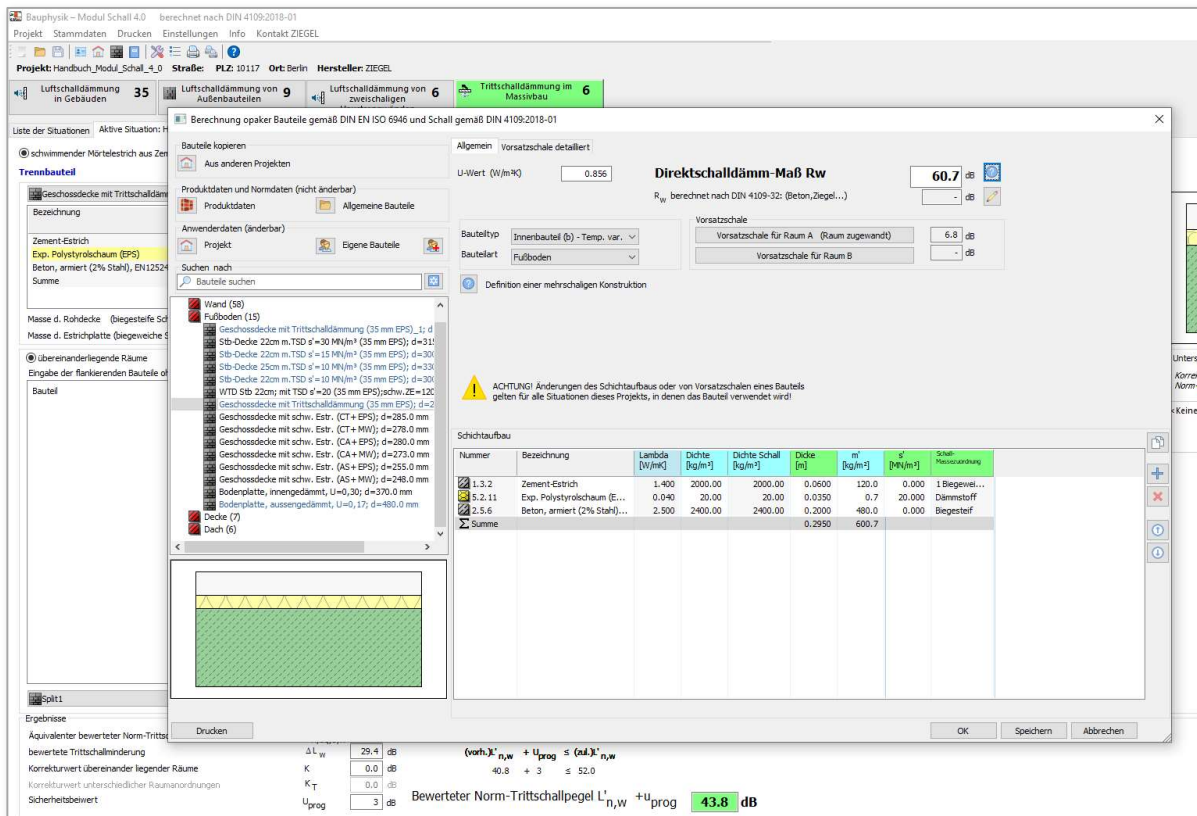 Bauphysik – Modul Schall 4.0 berechnet nach DIN 4109:2018-01
Projekt Stammdaten Drucken Einstellungen Info Kontakt ZIEGEL
Projekt: Handbuch_Modul_Schall_4_0 Straße: PLZ: 10117 Ort: Berlin Hersteller: ZIEGEL
Luftschalldämmung in Gebäuden 35
Luftschalldämmung von Außenbauteilen 9
Luftschalldämmung von zweischaligen 6
Trittschalldämmung im Massivbau 6
Liste der Situationen Aktive Situation: H
schwimmender Mörtelestrich aus Zem
Trennbauteil
Geschossdecke mit Trittschalldäm
Bezeichnung
Zement-Estrich
Exp. Polystyrolschaum (EPS)
Beton, armiert (2% Stahl), EN12524
Summe
Masse d. Rohdecke (biegesteife Sch
Masse d. Estrichplatte (biegeweiche S
übereinanderliegende Räume
Eingabe der flankierenden Bauteile oh
Bauteil
Split1
Berechnung opaker Bauteile gemäß DIN EN ISO 6946 und Schall gemäß DIN 4109:2018-01
Bauteile kopieren
Aus anderen Projekten
Produktdaten und Normdaten (nicht änderbar)
Produktdaten Allgemeine Bauteile
Anwenderdaten (änderbar)
Projekt Eigene Bauteile
Suchen nach
Bauteile suchen
Wand (58)
Fußboden (15)
Geschossdecke mit Trittschalldämmung (35 mm EPS)_1; d
Stb-Decke 22cm m.TSD s'=30 MN/m³ (35 mm EPS); d=315
Stb-Decke 22cm m.TSD s'=15 MN/m³ (35 mm EPS); d=300
Stb-Decke 25cm m.TSD s'=10 MN/m³ (35 mm EPS); d=330
Stb-Decke 22cm m.TSD s'=10 MN/m³ (35 mm EPS); d=300
WTD Stb 22cm; mit TSD s'=20 (35 mm EPS);schw.ZE=120
Geschossdecke mit Trittschalldämmung (35 mm EPS); d=2
Geschossdecke mit schw. Estr. (CT+EPS); d=285.0 mm
Geschossdecke mit schw. Estr. (CT+MW); d=278.0 mm
Geschossdecke mit schw. Estr. (CA+EPS); d=280.0 mm
Geschossdecke mit schw. Estr. (CA+MW); d=273.0 mm
Geschossdecke mit schw. Estr. (AS+EPS); d=255.0 mm
Geschossdecke mit schw. Estr. (AS+MW); d=248.0 mm
Bodenplatte, innengedämmt, U=0,30; d=370.0 mm
Bodenplatte, aussengedämmt, U=0,17; d=480.0 mm
Decke (7)
Dach (6)
Drucken
Allgemein Vorsatzschale detailliert
U-Wert (W/m²K) 0.856 Direktschalldämm-Maß Rw 60.7 dB
Rw berechnet nach DIN 4109-32: (Beton,Ziegel...) - dB
Bauteiltyp Innenbauteil (b) - Temp. var.
Bauteilart Fußboden
Vorsatzschale
Vorsatzschale für Raum A (Raum zugewandt) 6.8 dB
Vorsatzschale für Raum B - dB
Definition einer mehrschaligen Konstruktion
ACHTUNG! Änderungen des Schichtaufbaus oder von Vorsatzschalen eines Bauteils
gelten für alle Situationen dieses Projekts, in denen das Bauteil verwendet wird!
Schichtaufbau
Nummer Bezeichnung Lambda [W/mK] Dichte [kg/m³] Dichte Schall [kg/m³] Dicke [m] m' [kg/m²] s' [MN/m³] Schall-Massezuordnung
1.3.2 Zement-Estrich 1.400 2000.00 2000.00 0.0600 120.0 0.000 1 Biegewei...
5.2.11 Exp. Polystyrolschaum (E... 0.040 20.00 20.00 0.0350 0.7 20.000 Dämmstoff
2.5.6 Beton, armiert (2% Stahl)... 2.500 2400.00 2400.00 0.2000 480.0 0.000 Biegesteif
Σ Summe 0.2950 600.7
OK Speichern Abbrechen
Unters
Korrek
Norm-
<Keine
Ergebnisse
Äquivalenter bewerteter Norm-Trittsc
bewertete Trittschallminderung ΔLw 29.4 dB
Korrekturwert übereinander liegender Räume K 0.0 dB
Korrekturwert unterschiedlicher Raumanordnungen KT 0.0 dB
Sicherheitsbeiwert uprog 3 dB
(vorh.)L'n,w + uprog ≤ (zul.)L'n,w
40.8 + 3 ≤ 52.0
Bewerteter Norm-Trittschallpegel L'n,w +uprog 43.8 dB